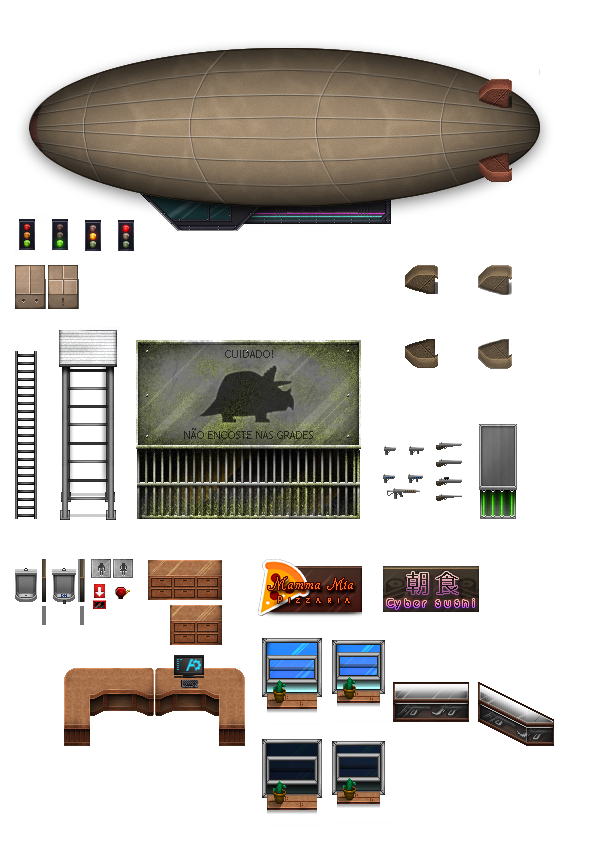 CUIDADO!
NÃO ENCOSTE NAS GRADES
Mamma Mia
PIZZARIA
朝食
Cyber sushi